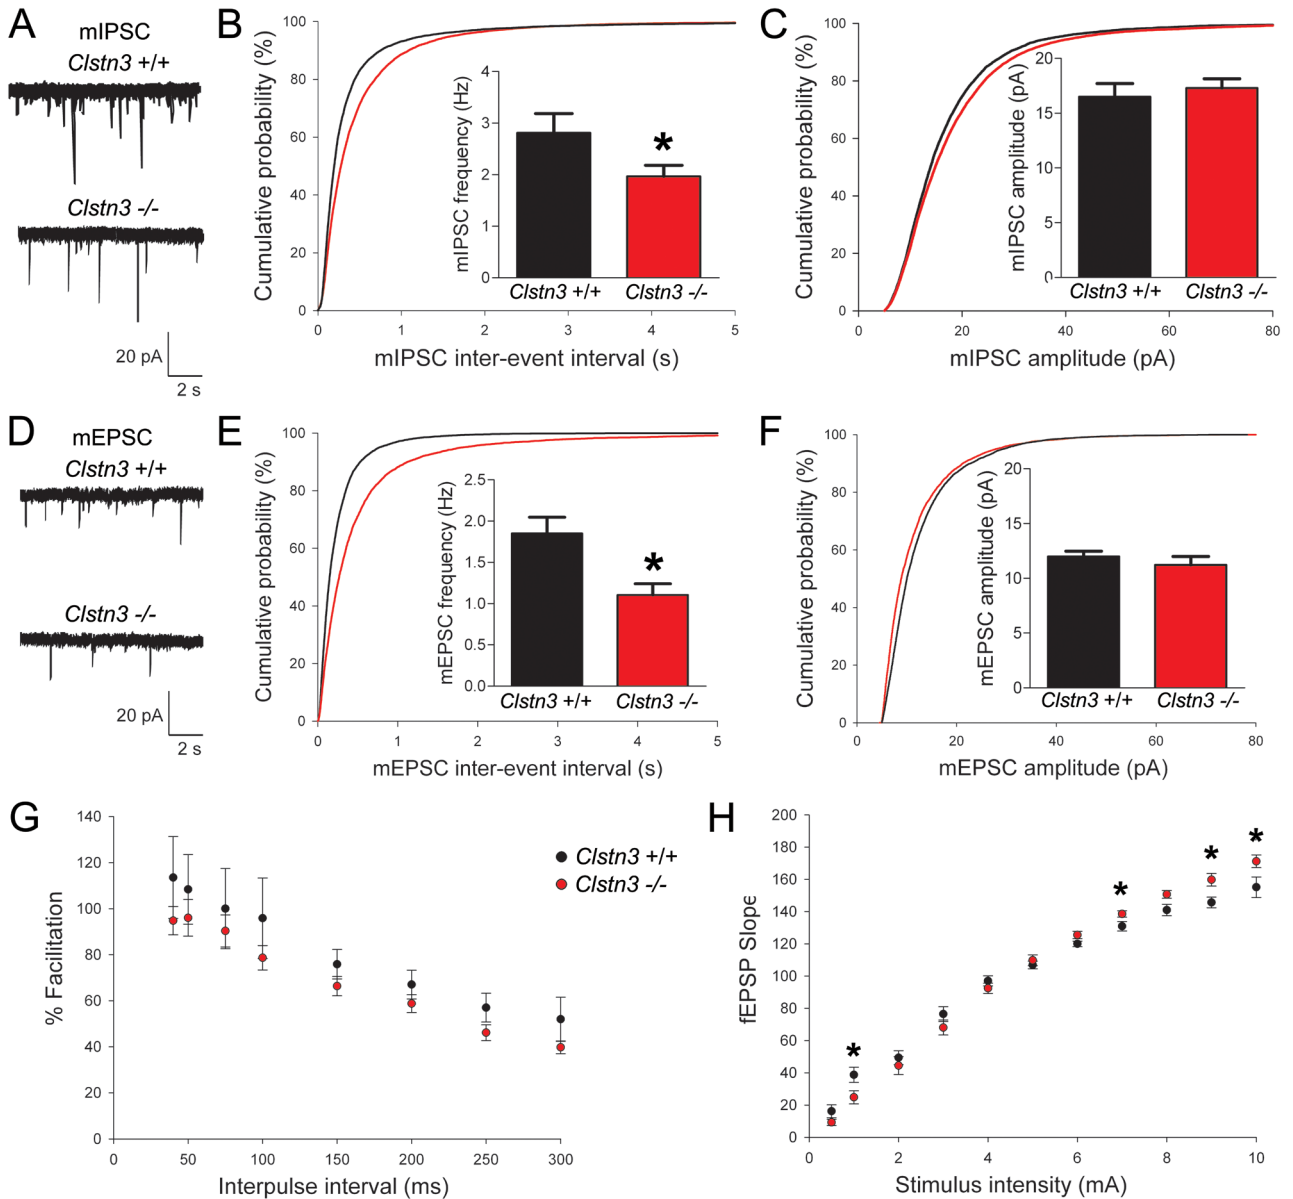 A
mIPSC
Clstn3 +/+
Clstn3 -/-
20 pA
2 s
B
Cumulative probability (%)
100
80
60
40
20
0
0 1 2 3 4 5
mIPSC inter-event interval (s)
mIPSC frequency (Hz)
4
3
2
1
0
*
Clstn3 +/+ Clstn3 -/-
C
Cumulative probability (%)
100
80
60
40
20
0
0 20 40 60 80
mIPSC amplitude (pA)
mIPSC amplitude (pA)
20
15
10
5
0
Clstn3 +/+ Clstn3 -/-
D
mEPSC
Clstn3 +/+
Clstn3 -/-
20 pA
2 s
E
Cumulative probability (%)
100
80
60
40
20
0
0 1 2 3 4 5
mEPSC inter-event interval (s)
mEPSC frequency (Hz)
2.5
2.0
1.5
1.0
0.5
0.0
*
Clstn3 +/+ Clstn3 -/-
F
Cumulative probability (%)
100
80
60
40
20
0
0 20 40 60 80
mEPSC amplitude (pA)
mEPSC amplitude (pA)
20
15
10
5
0
Clstn3 +/+ Clstn3 -/-
G
% Facilitation
140
120
100
80
60
40
20
0
0 50 100 150 200 250 300
Interpulse interval (ms)
Clstn3 +/+
Clstn3 -/-
H
fEPSP Slope
200
180
160
140
120
100
80
60
40
20
0
* * * *
0 2 4 6 8 10
Stimulus intensity (mA)